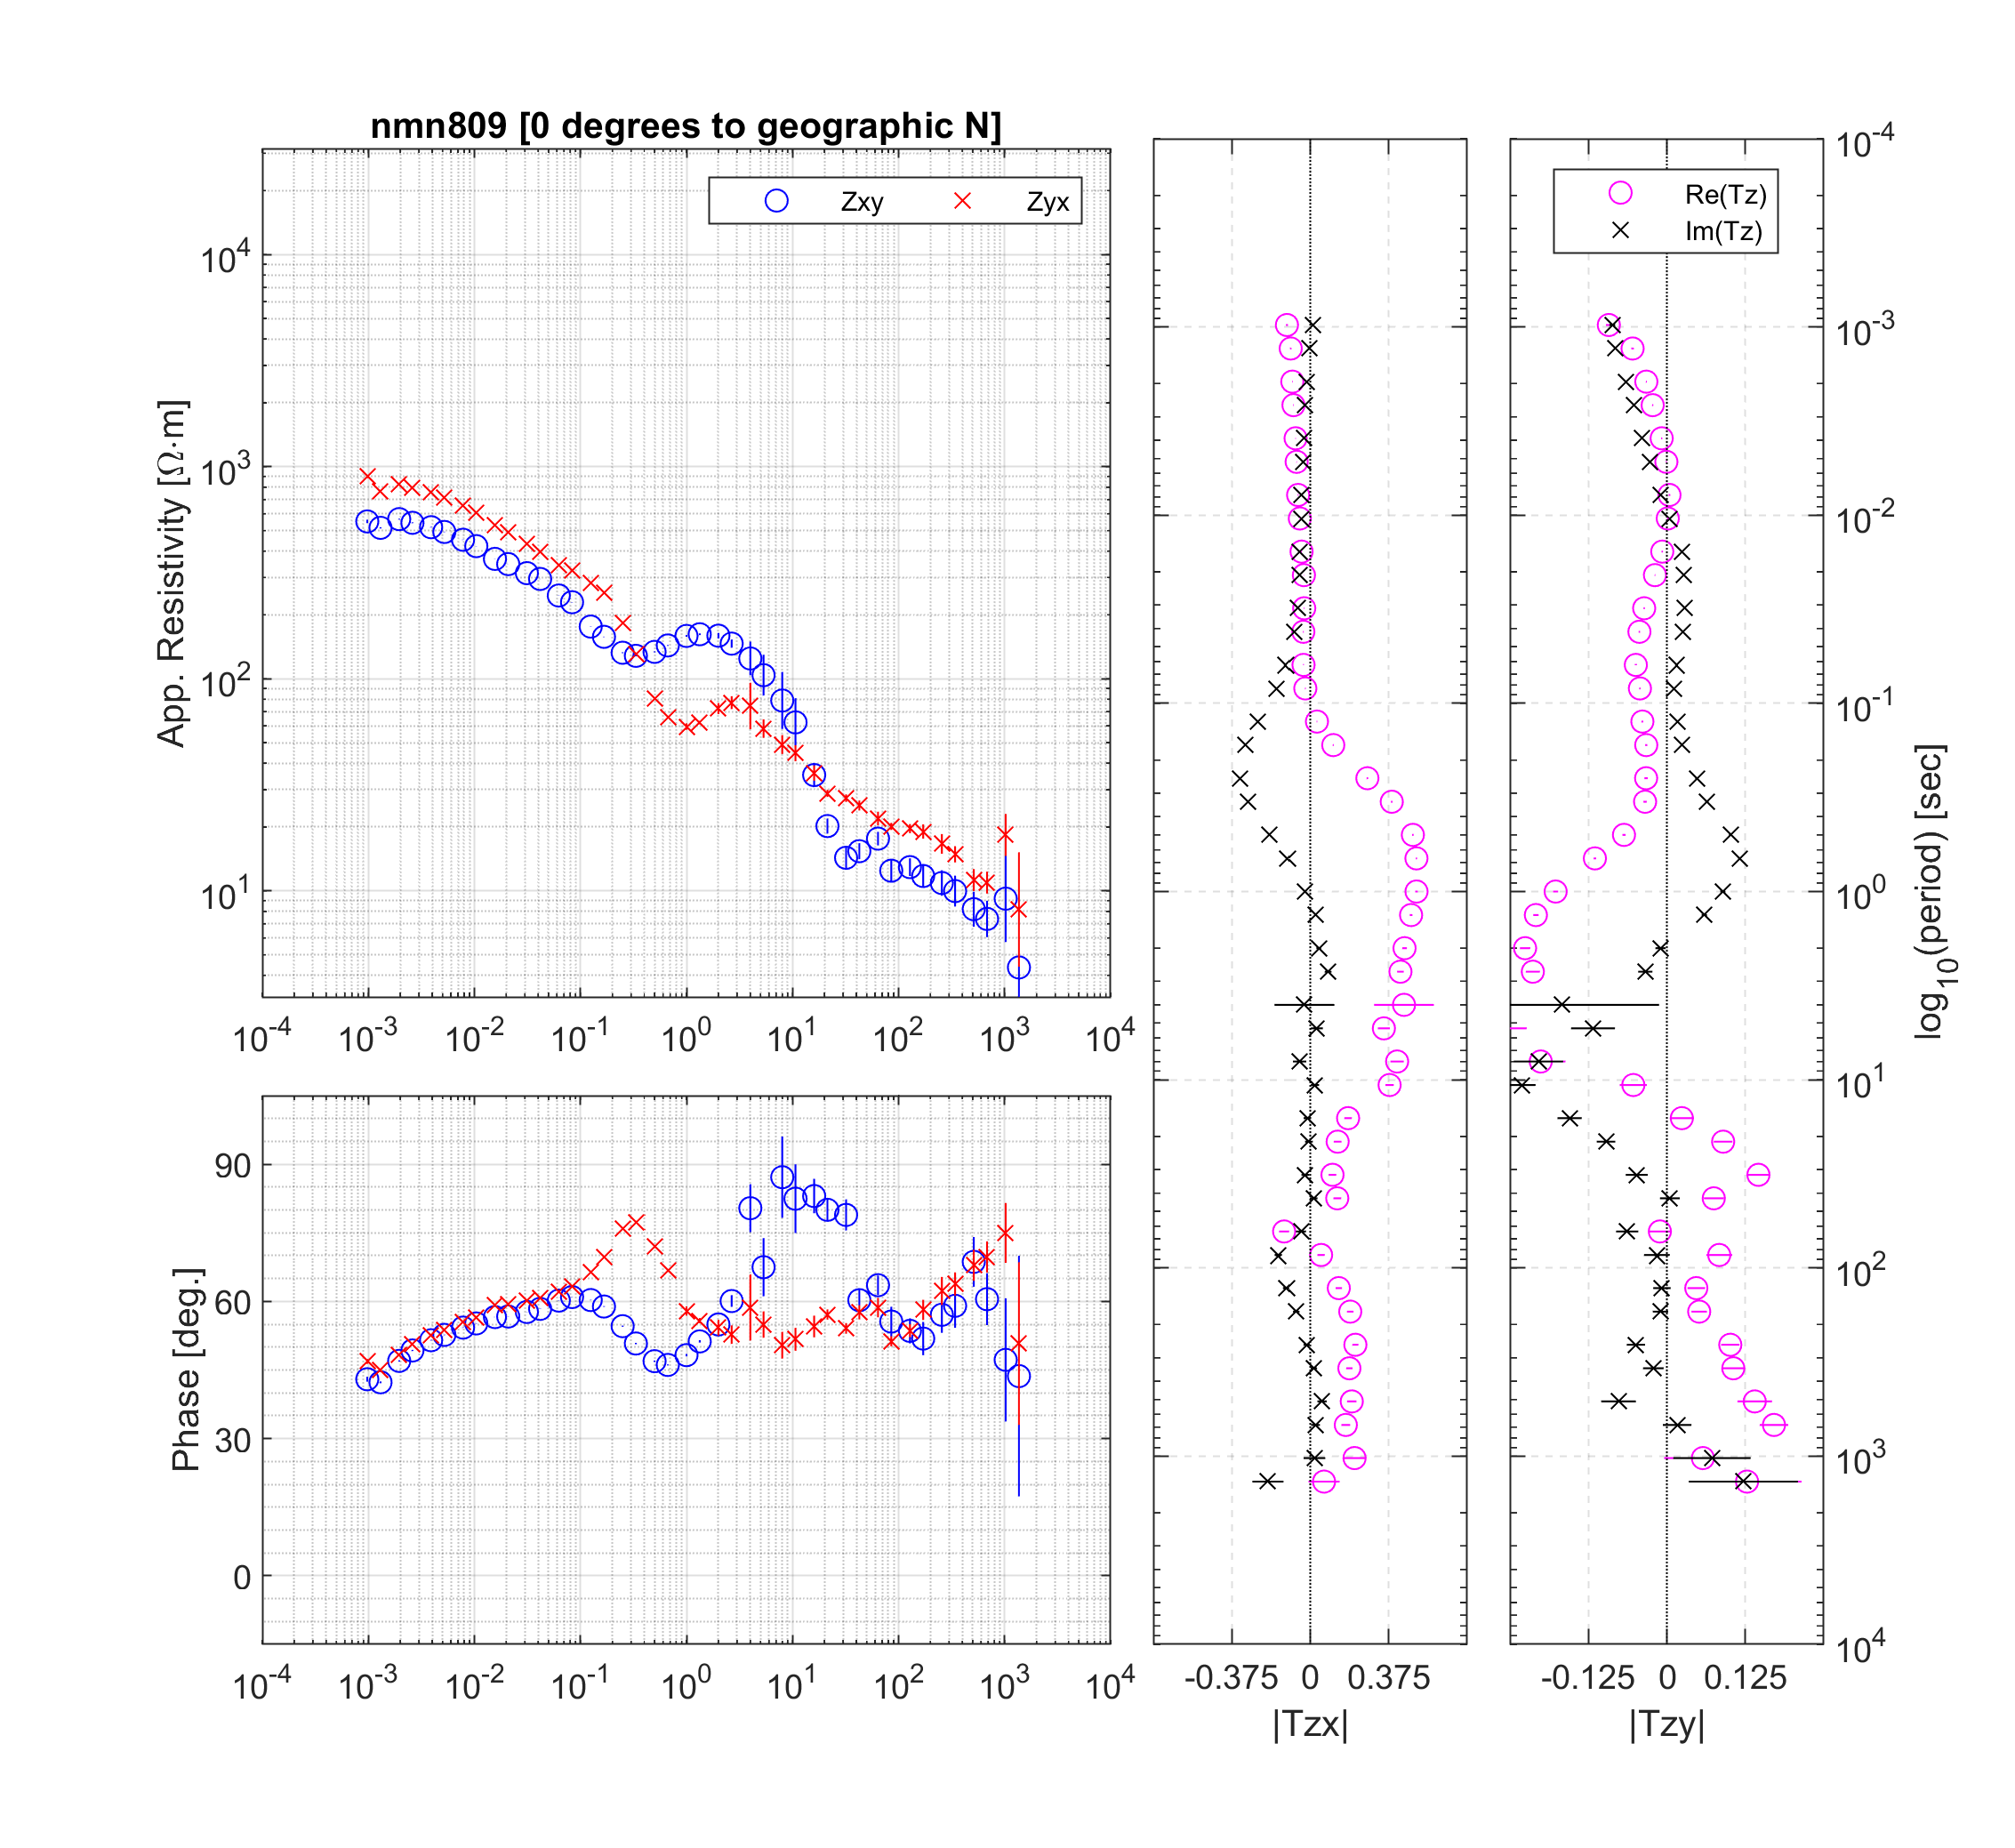 nmn809 [0 degrees to geographic N]
Zxy Zyx
App. Resistivity [Ω·m]
10^4
10^3
10^2
10^1
10^-4 10^-3 10^-2 10^-1 10^0 10^1 10^2 10^3 10^4
Phase [deg.]
90
60
30
0
10^-4 10^-3 10^-2 10^-1 10^0 10^1 10^2 10^3 10^4
-0.375 0 0.375
|Tzx|
Re(Tz)
Im(Tz)
-0.125 0 0.125
|Tzy|
10^-4
10^-3
10^-2
10^-1
10^0
10^1
10^2
10^3
10^4
log_10(period) [sec]